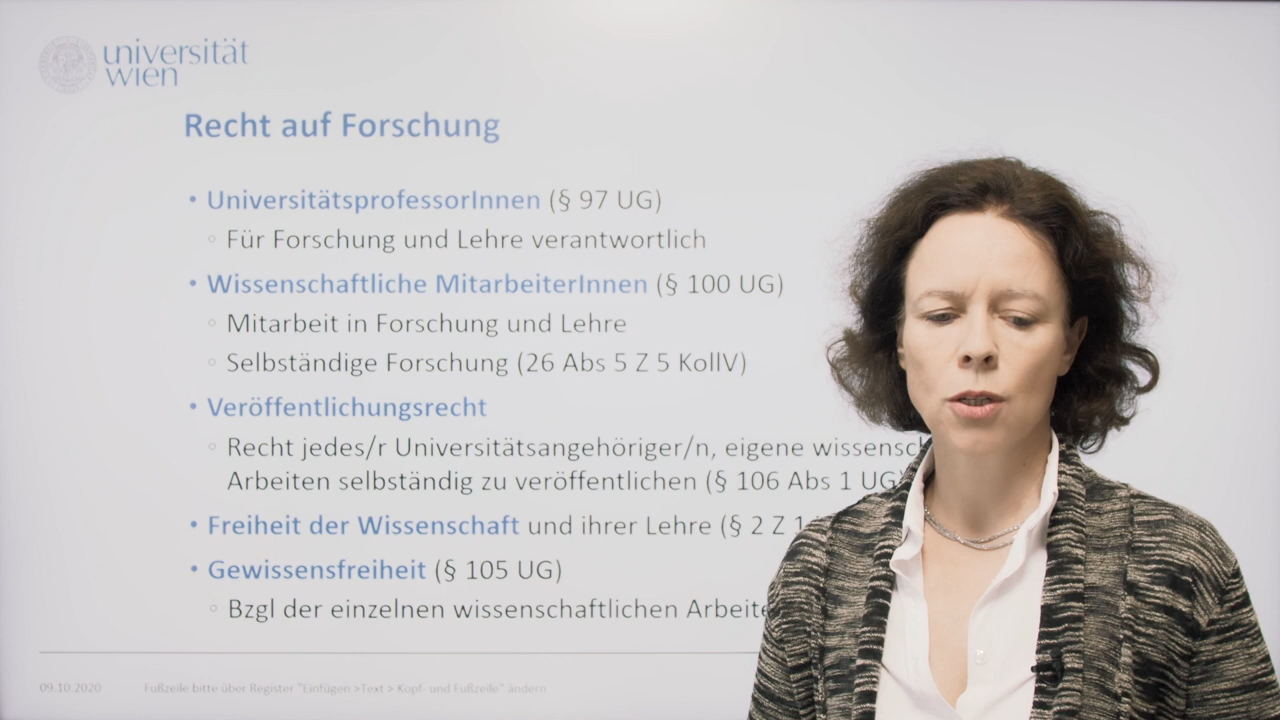 universität
wien
Recht auf Forschung
• UniversitätsprofessorInnen (§ 97 UG)
◦ Für Forschung und Lehre verantwortlich
• Wissenschaftliche MitarbeiterInnen (§ 100 UG)
◦ Mitarbeit in Forschung und Lehre
◦ Selbständige Forschung (26 Abs 5 Z 5 KollV)
• Veröffentlichungsrecht
◦ Recht jedes/r Universitätsangehöriger/n, eigene
Arbeiten selbständig zu veröffentlichen (§ 106 Abs 1 UG
• Freiheit der Wissenschaft und ihrer Lehre (§ 2 Z 1
• Gewissensfreiheit (§ 105 UG)
◦ Bzgl der einzelnen wissenschaftlichen
09.10.2020 Fußzeile bitte über Register "Einfügen >Text > Kopf- und Fußzeile" ändern